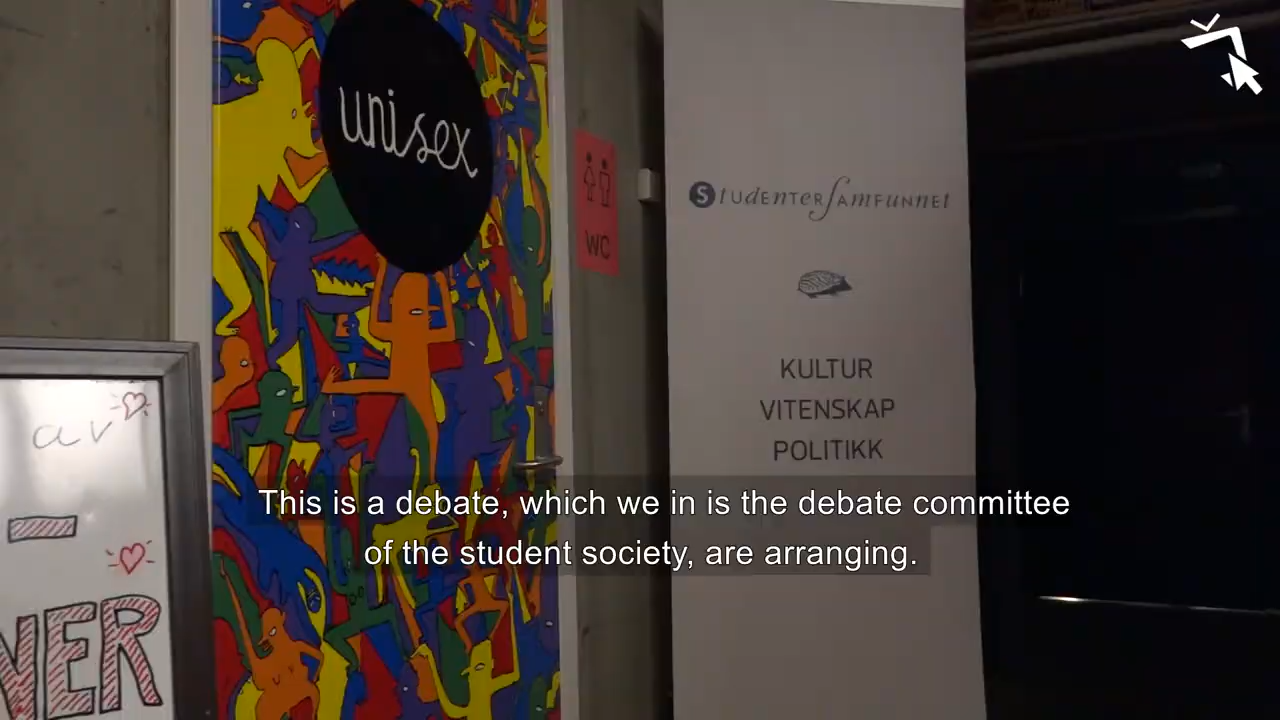 unisex
WC
StudenterSamfunnet
KULTUR
VITENSKAP
POLITIKK
av
-
NER
This is a debate, which we in is the debate committee
of the student society, are arranging.